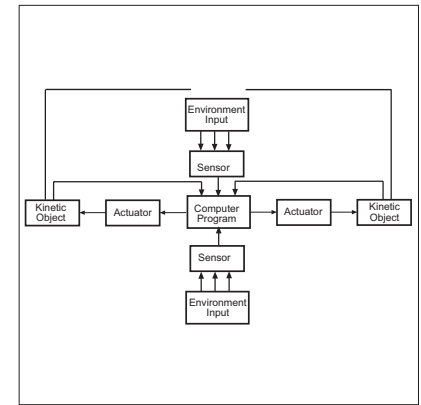 Environment
Input
Sensor
Kinetic
Object
Actuator
Computer
Program
Actuator
Kinetic
Object
Sensor
Environment
Input